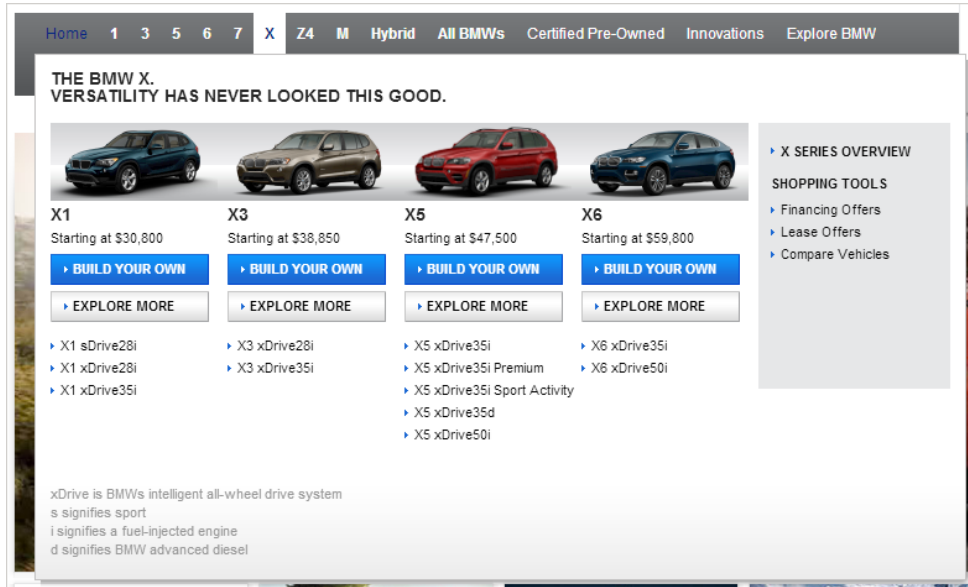 Home 1 3 5 6 7 X Z4 M Hybrid All BMWs Certified Pre-Owned Innovations Explore BMW
THE BMW X.
VERSATILITY HAS NEVER LOOKED THIS GOOD.
X1
Starting at $30,800
BUILD YOUR OWN
EXPLORE MORE
X1 sDrive28i
X1 xDrive28i
X1 xDrive35i
X3
Starting at $38,850
BUILD YOUR OWN
EXPLORE MORE
X3 xDrive28i
X3 xDrive35i
X5
Starting at $47,500
BUILD YOUR OWN
EXPLORE MORE
X5 xDrive35i
X5 xDrive35i Premium
X5 xDrive35i Sport Activity
X5 xDrive35d
X5 xDrive50i
X6
Starting at $59,800
BUILD YOUR OWN
EXPLORE MORE
X6 xDrive35i
X6 xDrive50i
X SERIES OVERVIEW
SHOPPING TOOLS
Financing Offers
Lease Offers
Compare Vehicles
xDrive is BMWs intelligent all-wheel drive system
s signifies sport
i signifies a fuel-injected engine
d signifies BMW advanced diesel